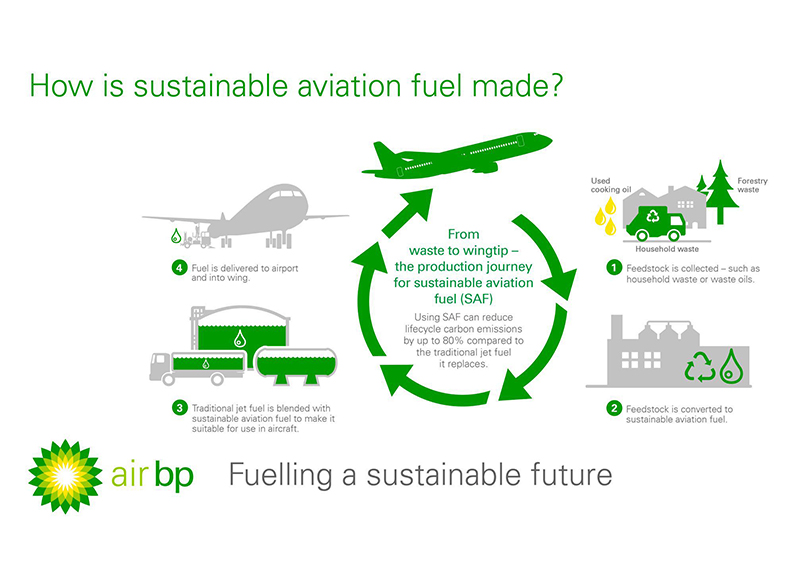 How is sustainable aviation fuel made?
From
waste to wingtip –
the production journey
for sustainable aviation
fuel (SAF)
Using SAF can reduce
lifecycle carbon emissions
by up to 80% compared to
the traditional jet fuel
it replaces.
Used
cooking oil
Forestry
waste
Household waste
1 Feedstock is collected – such as
household waste or waste oils.
2 Feedstock is converted to
sustainable aviation fuel.
3 Traditional jet fuel is blended with
sustainable aviation fuel to make it
suitable for use in aircraft.
4 Fuel is delivered to airport
and into wing.
air bp
Fuelling a sustainable future